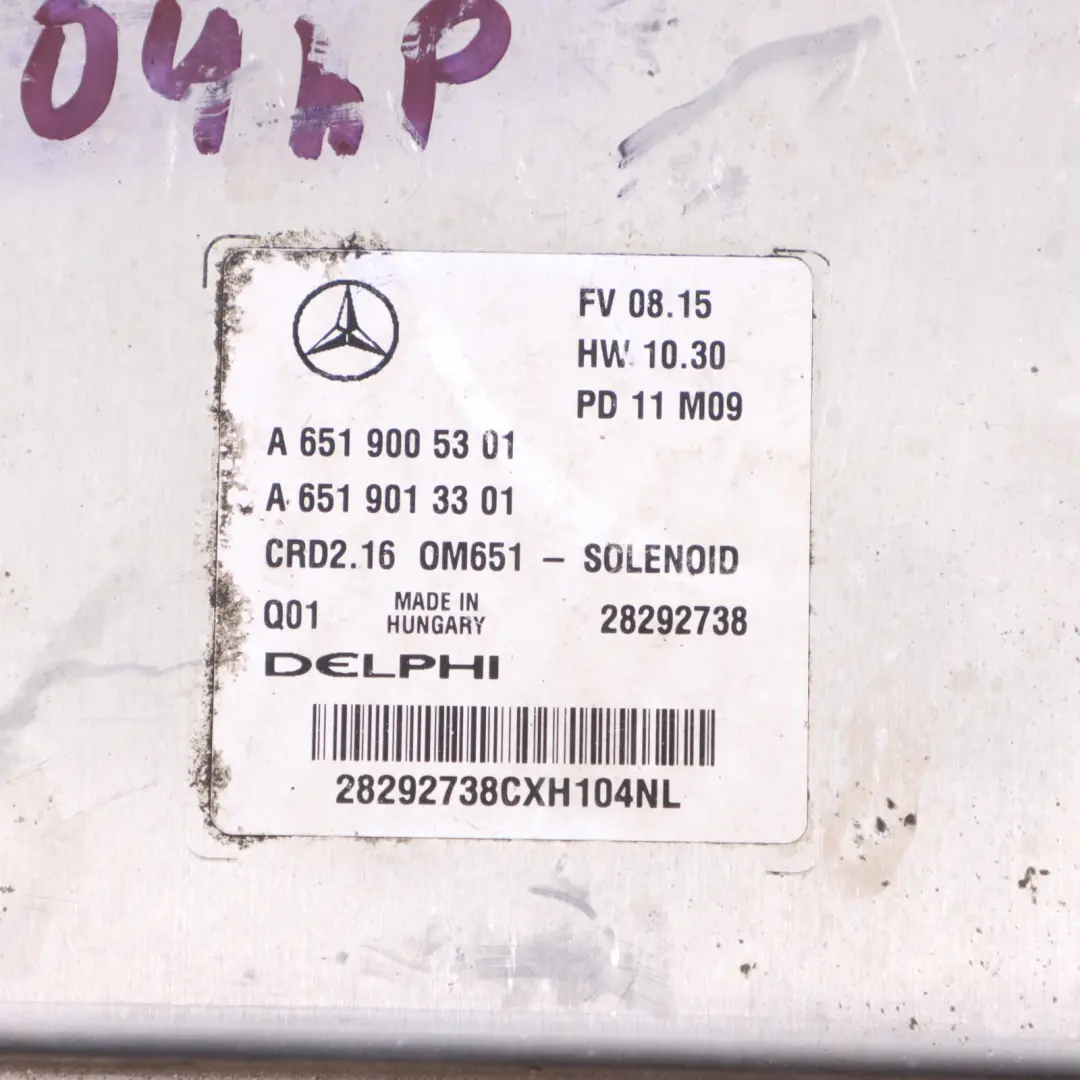 04LP
FV 08.15
HW 10.30
PD 11 M09
A 651 900 53 01
A 651 901 33 01
CRD2.16 OM651 – SOLENOID
Q01 MADE IN HUNGARY 28292738
DELPHI
28292738CXH104NL